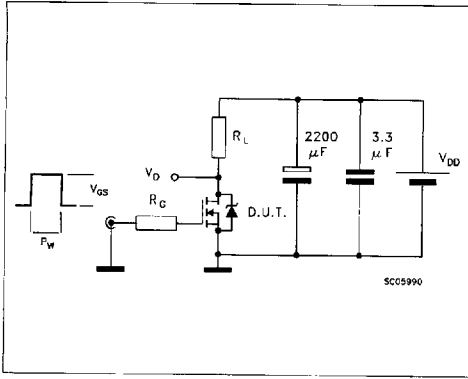 R_L
2200 μF
3.3 μF
V_DD
V_D
V_GS
R_G
D.U.T.
P_W
SC05990